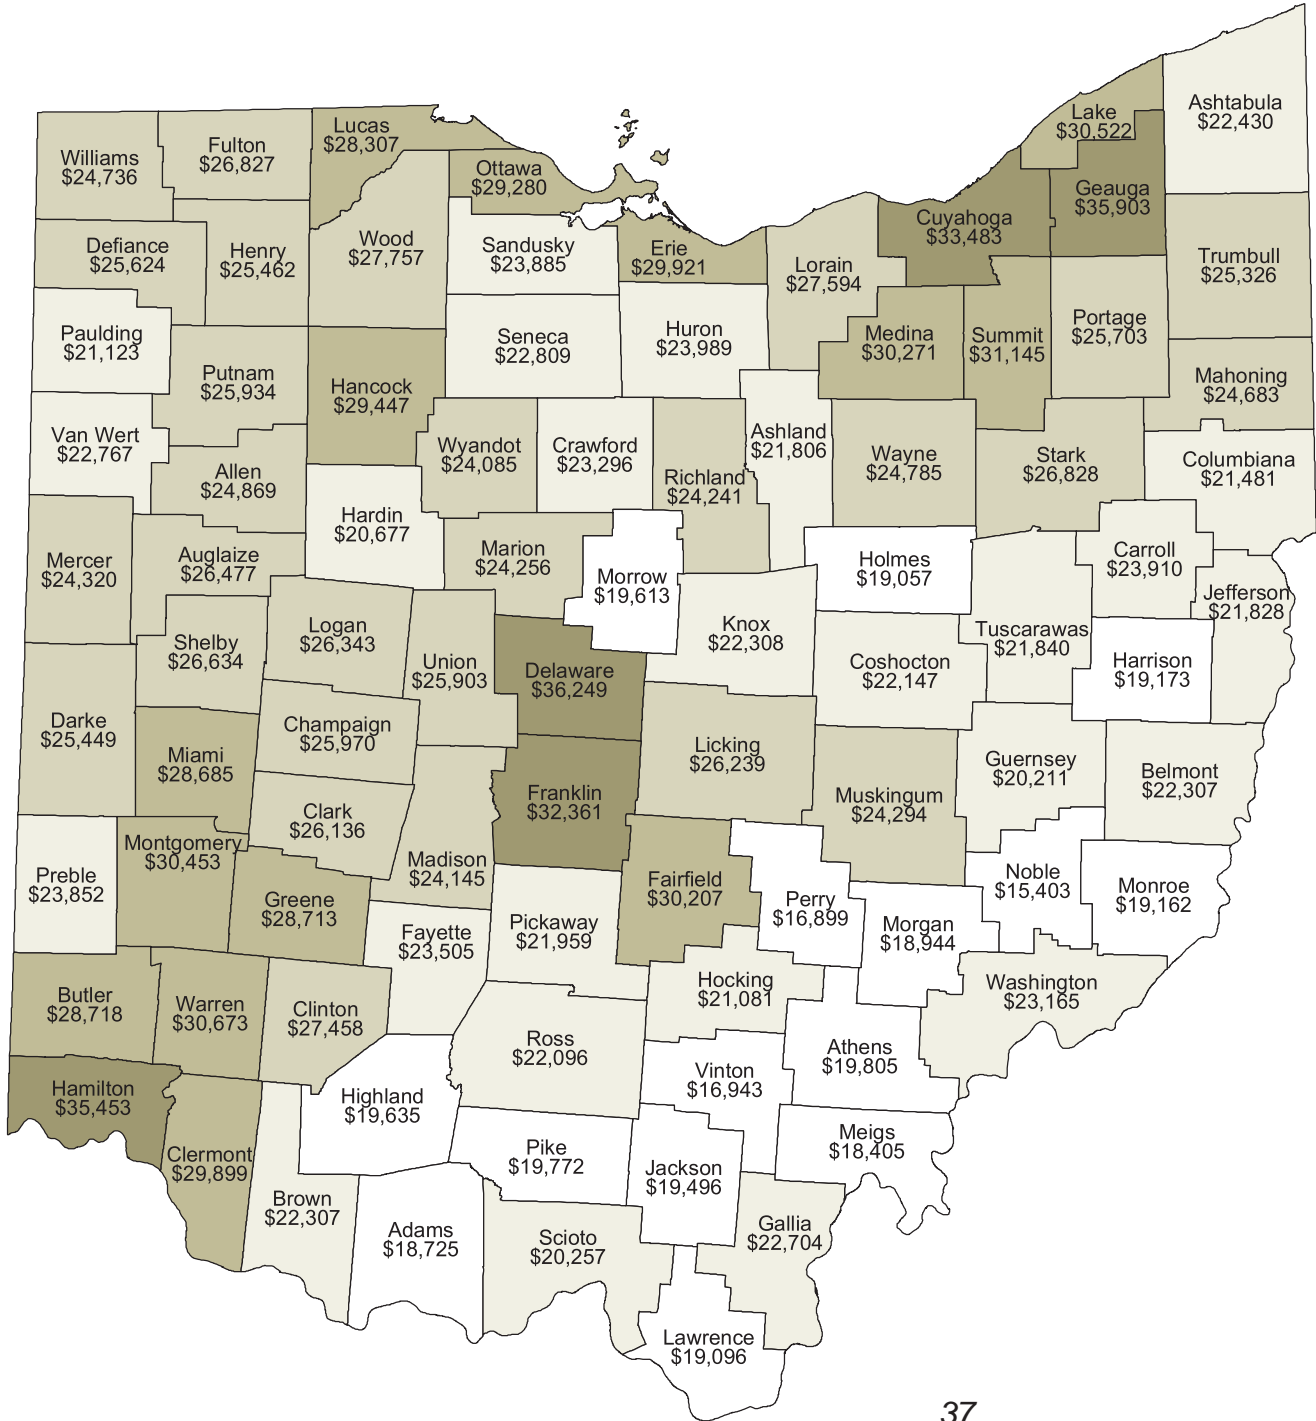 Ashtabula
$22,430
Lake
$30,522
Geauga
$35,903
Cuyahoga
$33,483
Lucas
$28,307
Fulton
$26,827
Williams
$24,736
Ottawa
$29,280
Defiance
$25,624
Henry
$25,462
Wood
$27,757
Sandusky
$23,885
Erie
$29,921
Lorain
$27,594
Trumbull
$25,326
Paulding
$21,123
Putnam
$25,934
Hancock
$29,447
Seneca
$22,809
Huron
$23,989
Medina
$30,271
Summit
$31,145
Portage
$25,703
Mahoning
$24,683
Van Wert
$22,767
Allen
$24,869
Wyandot
$24,085
Crawford
$23,296
Richland
$24,241
Ashland
$21,806
Wayne
$24,785
Stark
$26,828
Columbiana
$21,481
Mercer
$24,320
Auglaize
$26,477
Hardin
$20,677
Marion
$24,256
Morrow
$19,613
Holmes
$19,057
Carroll
$23,910
Jefferson
$21,828
Shelby
$26,634
Logan
$26,343
Union
$25,903
Delaware
$36,249
Knox
$22,308
Coshocton
$22,147
Tuscarawas
$21,840
Harrison
$19,173
Darke
$25,449
Miami
$28,685
Champaign
$25,970
Licking
$26,239
Muskingum
$24,294
Guernsey
$20,211
Belmont
$22,307
Clark
$26,136
Franklin
$32,361
Madison
$24,145
Preble
$23,852
Montgomery
$30,453
Greene
$28,713
Fayette
$23,505
Pickaway
$21,959
Fairfield
$30,207
Perry
$16,899
Morgan
$18,944
Noble
$15,403
Monroe
$19,162
Butler
$28,718
Warren
$30,673
Clinton
$27,458
Hocking
$21,081
Washington
$23,165
Ross
$22,096
Vinton
$16,943
Athens
$19,805
Hamilton
$35,453
Clermont
$29,899
Highland
$19,635
Pike
$19,772
Jackson
$19,496
Meigs
$18,405
Brown
$22,307
Adams
$18,725
Scioto
$20,257
Gallia
$22,704
Lawrence
$19,096
37